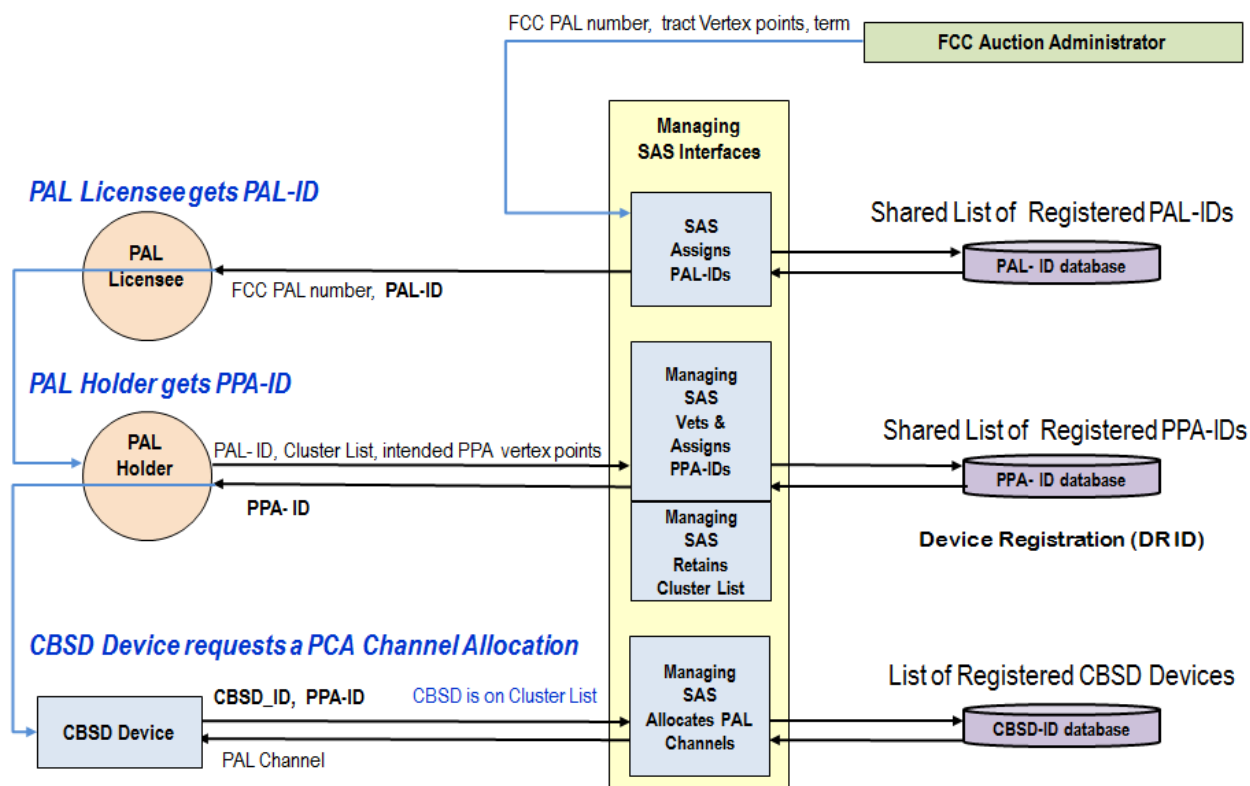 FCC PAL number, tract Vertex points, term
FCC Auction Administrator
Managing
SAS Interfaces
PAL Licensee gets PAL-ID
PAL
Licensee
FCC PAL number, PAL-ID
SAS
Assigns
PAL-IDs
Shared List of Registered PAL-IDs
PAL- ID database
PAL Holder gets PPA-ID
PAL
Holder
PAL- ID, Cluster List, intended PPA vertex points
PPA- ID
Managing
SAS
Vets &
Assigns
PPA-IDs
Shared List of Registered PPA-IDs
PPA- ID database
Managing
SAS
Retains
Cluster List
Device Registration (DR ID)
CBSD Device requests a PCA Channel Allocation
CBSD Device
CBSD_ID, PPA-ID
CBSD is on Cluster List
PAL Channel
Managing
SAS
Allocates PAL
Channels
List of Registered CBSD Devices
CBSD-ID database